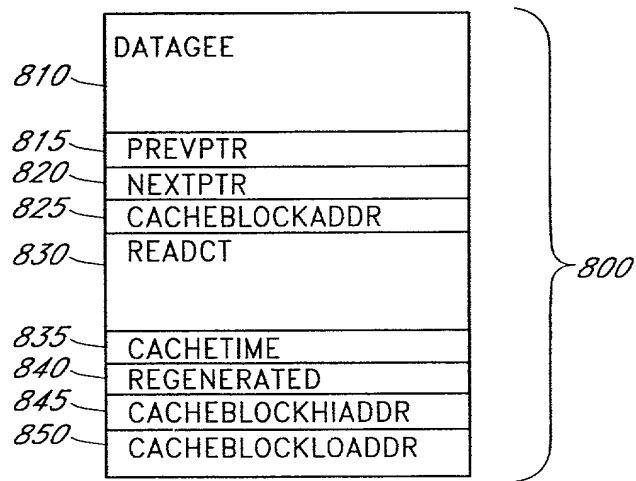 810 DATAGEE
815 PREVPTR
820 NEXTPTR
825 CACHEBLOCKADDR
830 READCT
800
835 CACHETIME
840 REGENERATED
845 CACHEBLOCKHIADDR
850 CACHEBLOCKLOADDR